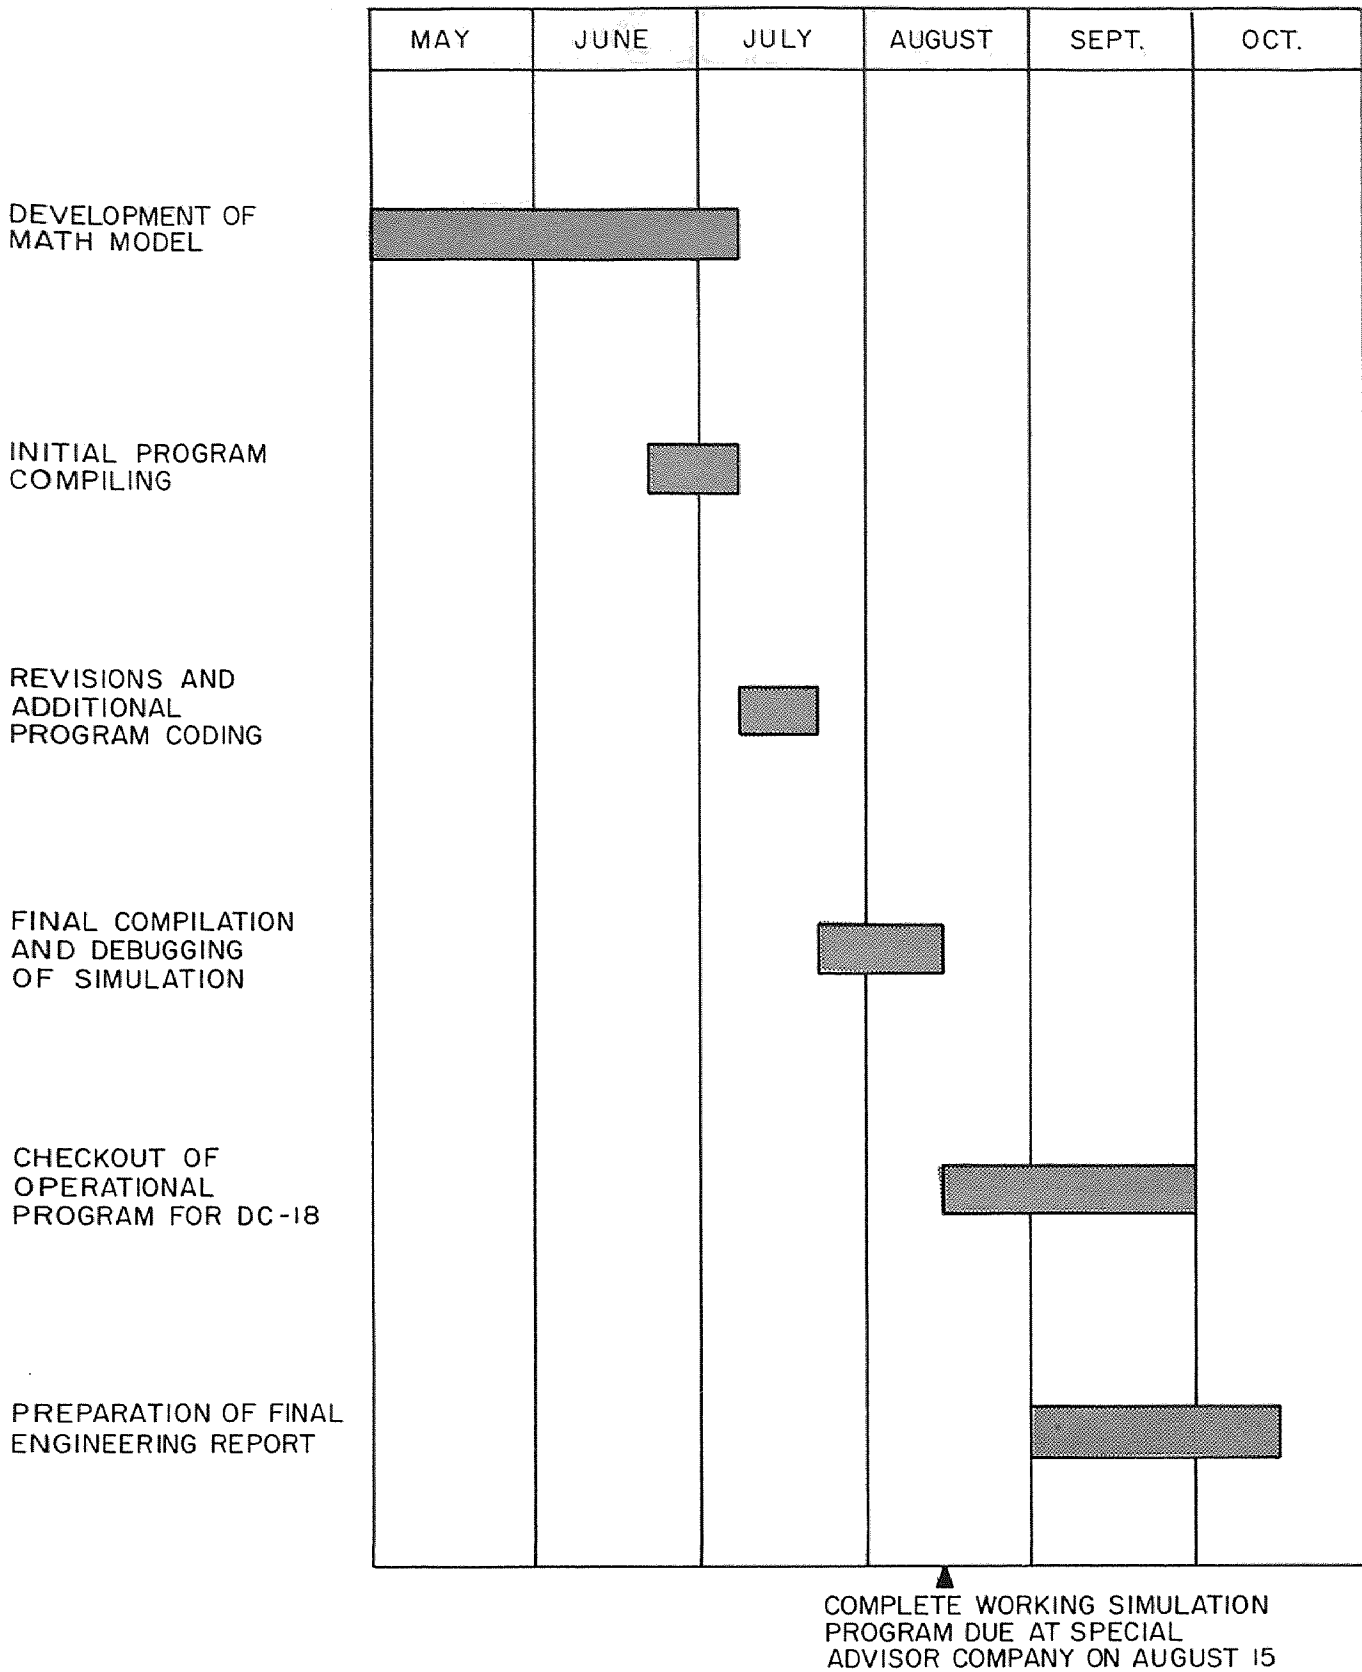 MAY JUNE JULY AUGUST SEPT. OCT.
DEVELOPMENT OF
MATH MODEL
INITIAL PROGRAM
COMPILING
REVISIONS AND
ADDITIONAL
PROGRAM CODING
FINAL COMPILATION
AND DEBUGGING
OF SIMULATION
CHECKOUT OF
OPERATIONAL
PROGRAM FOR DC-18
PREPARATION OF FINAL
ENGINEERING REPORT
COMPLETE WORKING SIMULATION
PROGRAM DUE AT SPECIAL
ADVISOR COMPANY ON AUGUST 15